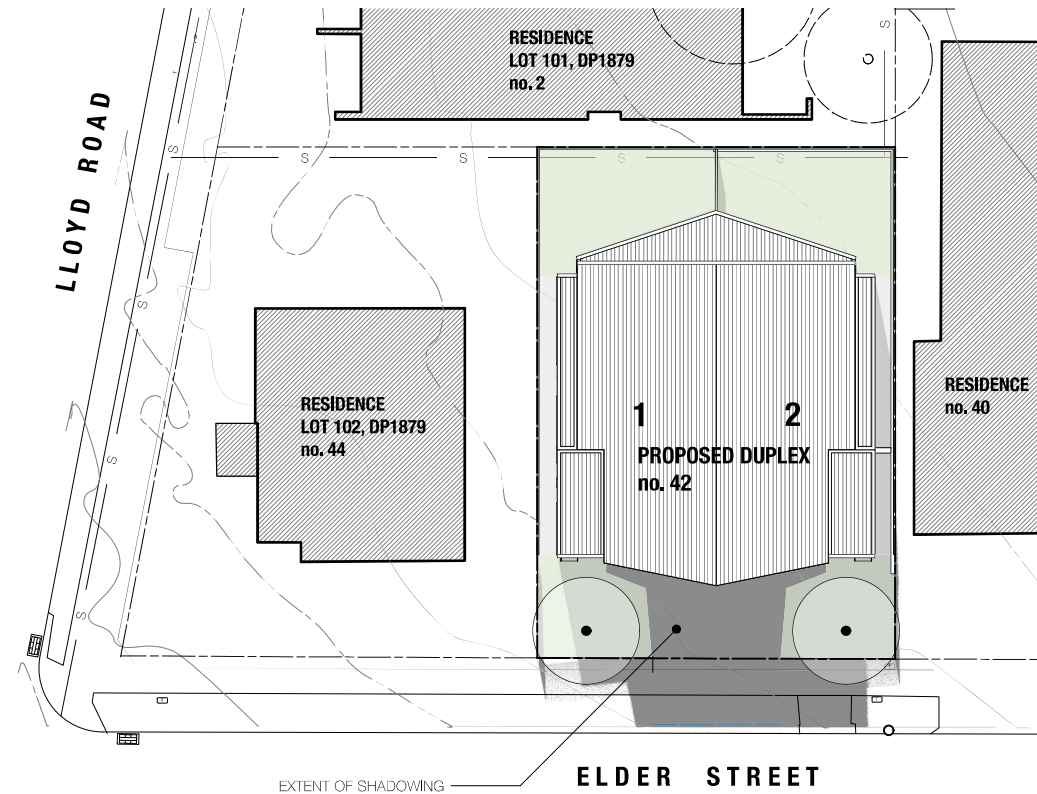 RESIDENCE
LOT 101, DP1879
no. 2
LLOYD ROAD
S
S
S
S
S
S
S
S
S
S
RESIDENCE
LOT 102, DP1879
no. 44
1
2
PROPOSED DUPLEX
no. 42
RESIDENCE
no. 40
EXTENT OF SHADOWING
ELDER STREET